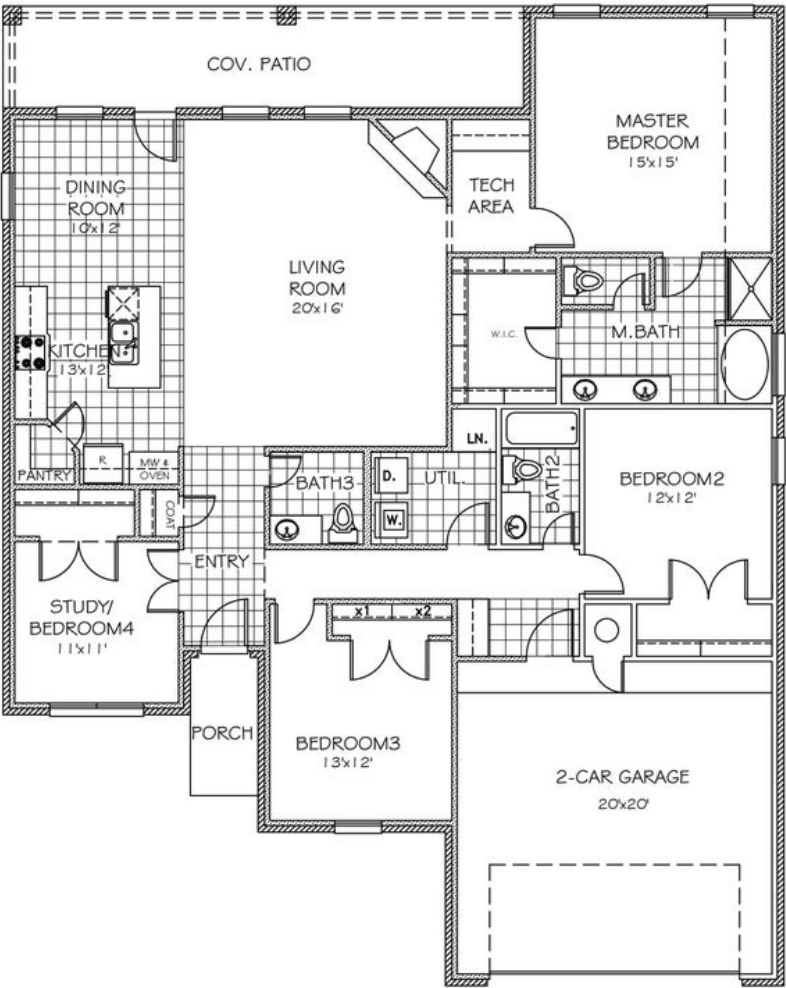 COV. PATIO
MASTER
BEDROOM
15'x15'
DINING
ROOM
10'x12'
TECH
AREA
LIVING
ROOM
20'x16'
W.I.C.
M.BATH
KITCHEN
13'x12'
LN.
R
MW &
OVEN
PANTRY
D.
UTIL.
BATH3
BATH2
BEDROOM2
12'x12'
COAT
W.
ENTRY
STUDY/
BEDROOM4
11'x11'
x1
x2
PORCH
BEDROOM3
13'x12'
2-CAR GARAGE
20'x20'